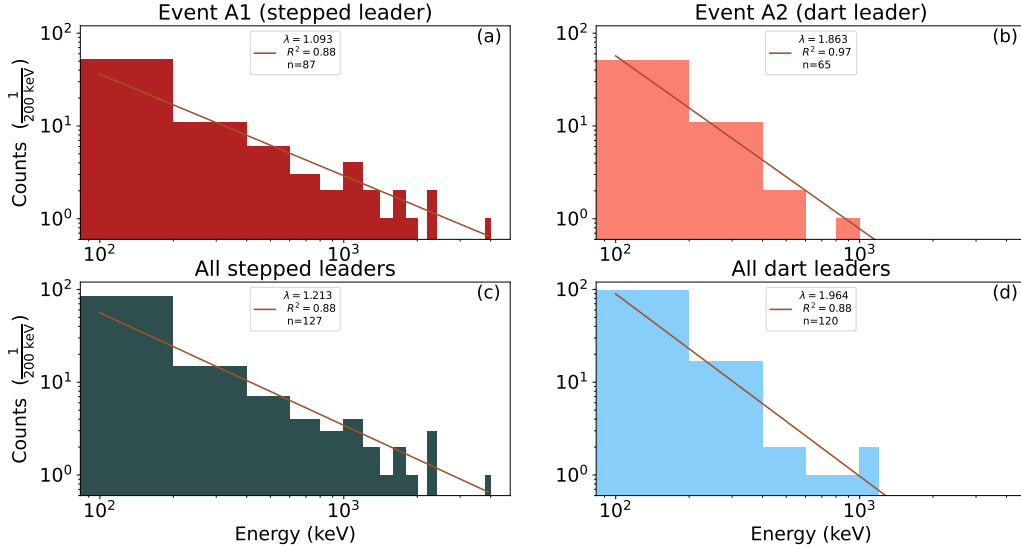 Event A1 (stepped leader)
Event A2 (dart leader)
(a)
λ = 1.093
R² = 0.88
n=87
10²
10¹
10⁰
Counts (1/200 keV)
10²
10³
(b)
λ = 1.863
R² = 0.97
n=65
10²
10¹
10⁰
10²
10³
All stepped leaders
All dart leaders
(c)
λ = 1.213
R² = 0.88
n=127
10²
10¹
10⁰
Counts (1/200 keV)
10²
10³
Energy (keV)
(d)
λ = 1.964
R² = 0.88
n=120
10²
10¹
10⁰
10²
10³
Energy (keV)